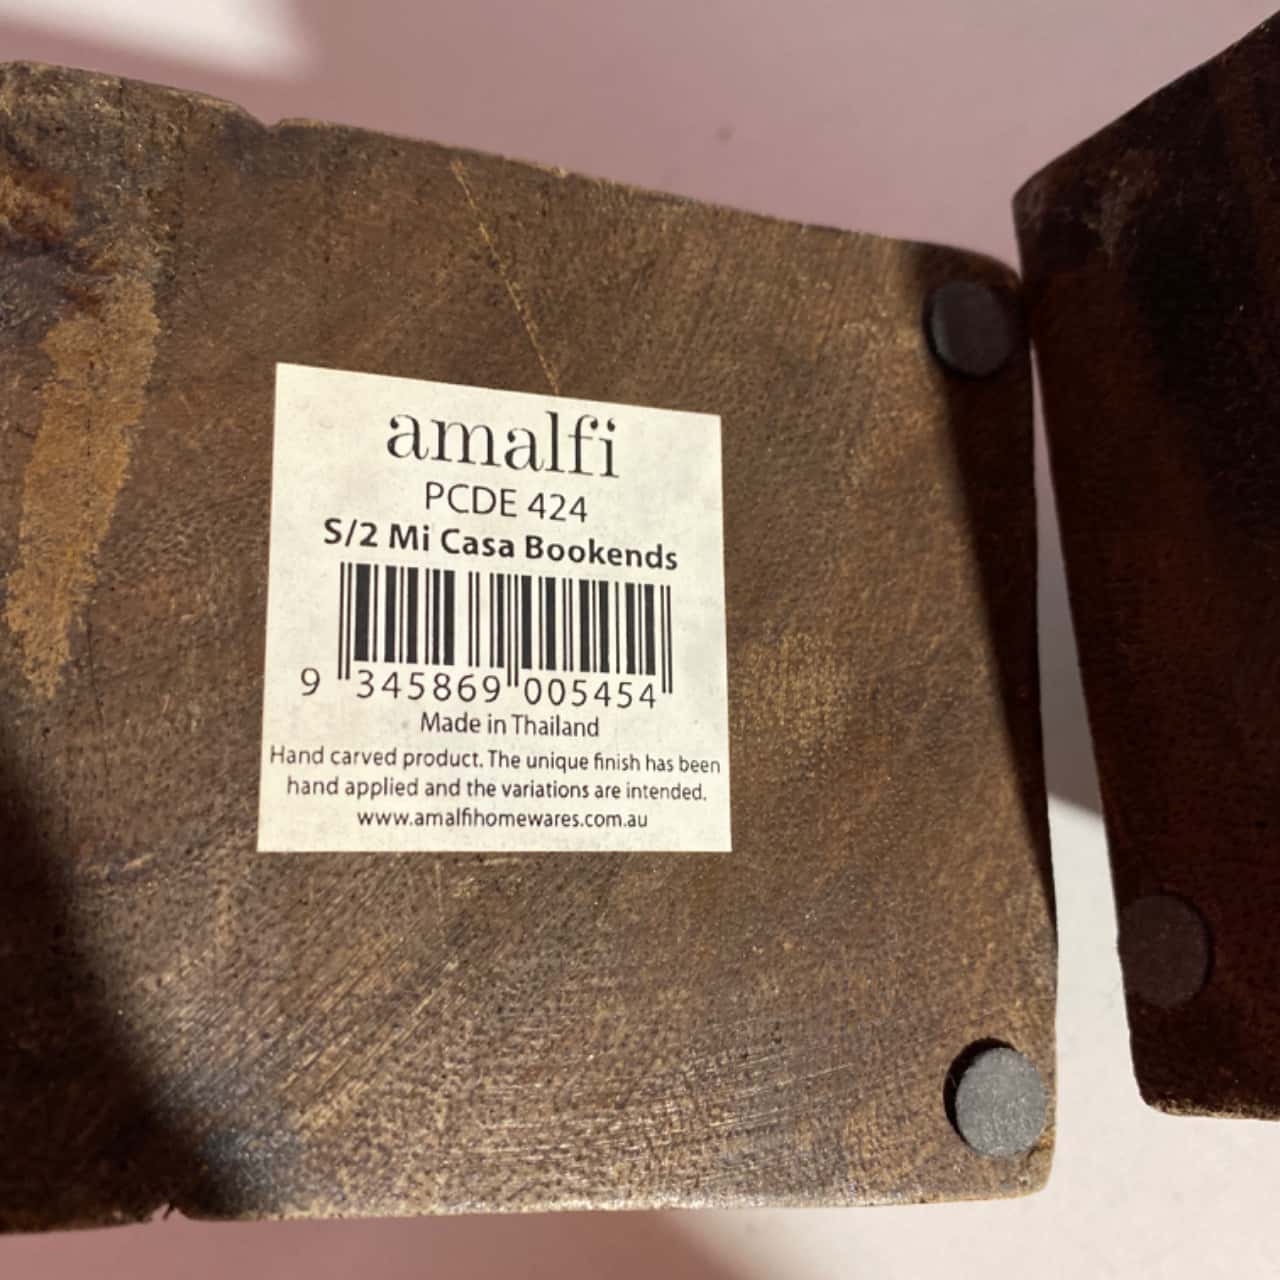 amalfi
PCDE 424
S/2 Mi Casa Bookends
9 345869 005454
Made in Thailand
Hand carved product. The unique finish has been
hand applied and the variations are intended.
www.amalfihomewares.com.au